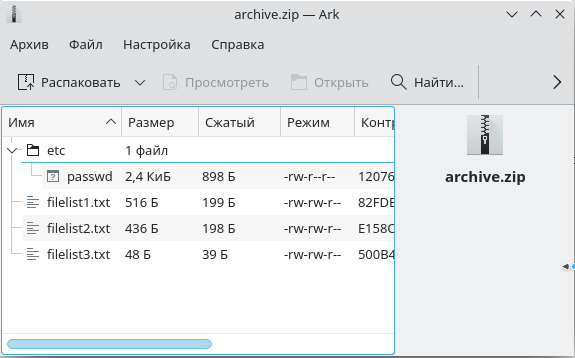 archive.zip — Ark
Архив Файл Настройка Справка
Распаковать Просмотреть Открыть Найти...
Имя Размер Сжатый Режим Контр
etc 1 файл
passwd 2,4 КиБ 898 Б -rw-r--r-- 12076
filelist1.txt 516 Б 199 Б -rw-rw-r-- 82FDE
filelist2.txt 436 Б 198 Б -rw-rw-r-- E158C
filelist3.txt 48 Б 39 Б -rw-rw-r-- 500B4
archive.zip